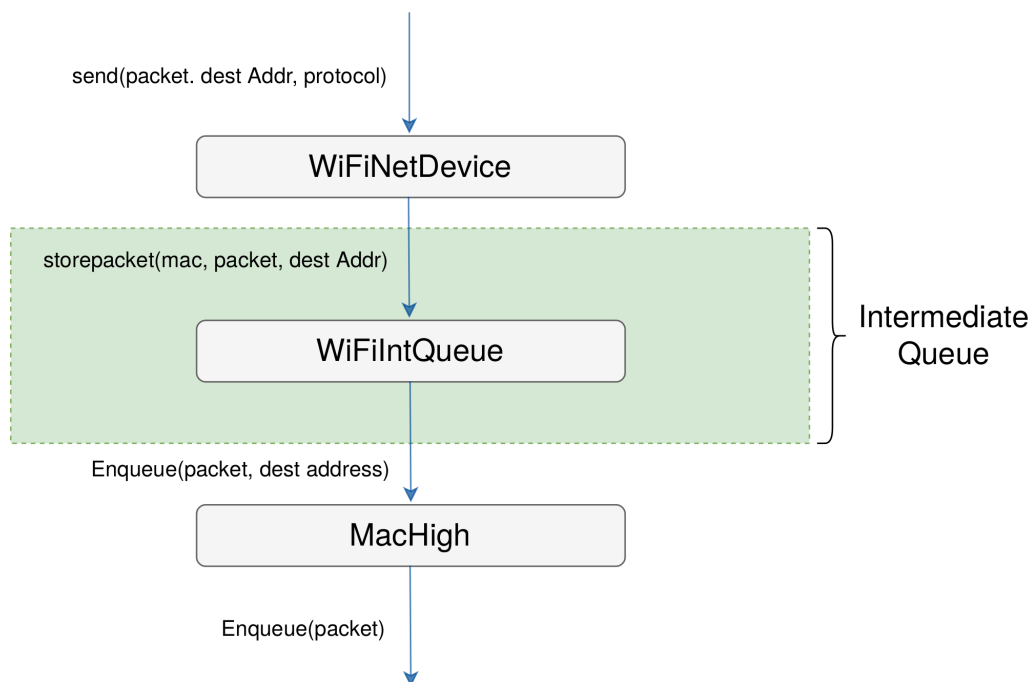 send(packet. dest Addr, protocol)
WiFiNetDevice
storepacket(mac, packet, dest Addr)
WiFiIntQueue
Intermediate
Queue
Enqueue(packet, dest address)
MacHigh
Enqueue(packet)